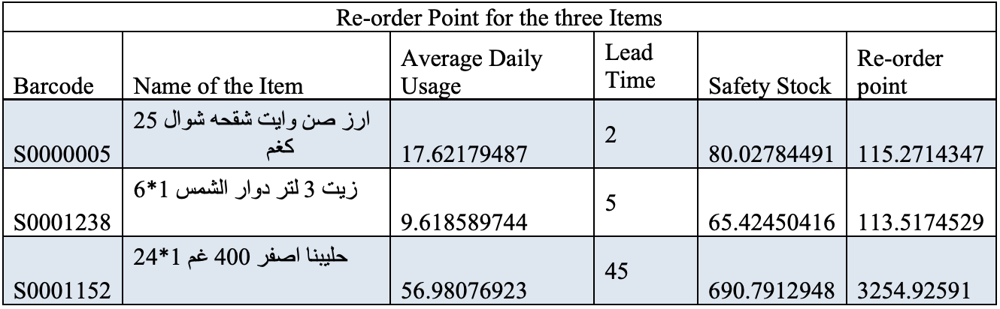 Re-order Point for the three Items
Barcode Name of the Item Average Daily Usage Lead Time Safety Stock Re-order point
S0000005 ارز صن وايت شقحه شوال 25 كغم 17.62179487 2 80.02784491 115.2714347
S0001238 زيت 3 لتر دوار الشمس 1*6 9.618589744 5 65.42450416 113.5174529
S0001152 حليبنا اصفر 400 غم 1*24 56.98076923 45 690.7912948 3254.92591